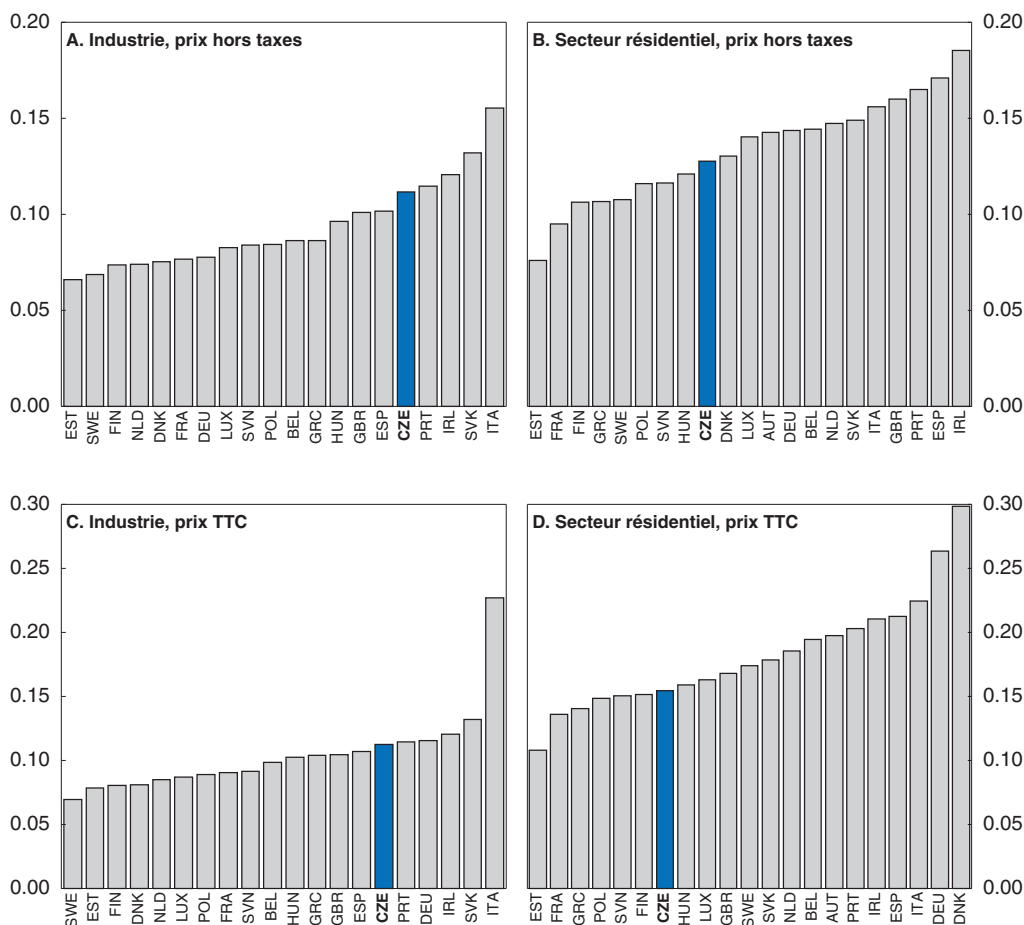 0.20 0.20
A. Industrie, prix hors taxes B. Secteur résidentiel, prix hors taxes
0.15 0.15
0.10 0.10
0.05 0.05
0.00 0.00
EST SWE FIN NLD DNK FRA DEU LUX SVN POL BEL GRC HUN GBR ESP CZE PRT IRL SVK ITA
EST FRA FIN GRC SWE POL SVN HUN CZE DNK LUX AUT DEU BEL NLD SVK ITA GBR PRT ESP IRL
0.30 0.30
C. Industrie, prix TTC D. Secteur résidentiel, prix TTC
0.25 0.25
0.20 0.20
0.15 0.15
0.10 0.10
0.05 0.05
0.00 0.00
SWE EST FIN DNK NLD LUX POL FRA SVN BEL HUN GRC GBR ESP CZE PRT DEU IRL SVK ITA
EST FRA GRC POL SVN FIN CZE HUN LUX GBR SWE SVK NLD BEL AUT PRT IRL ESP ITA DEU DNK